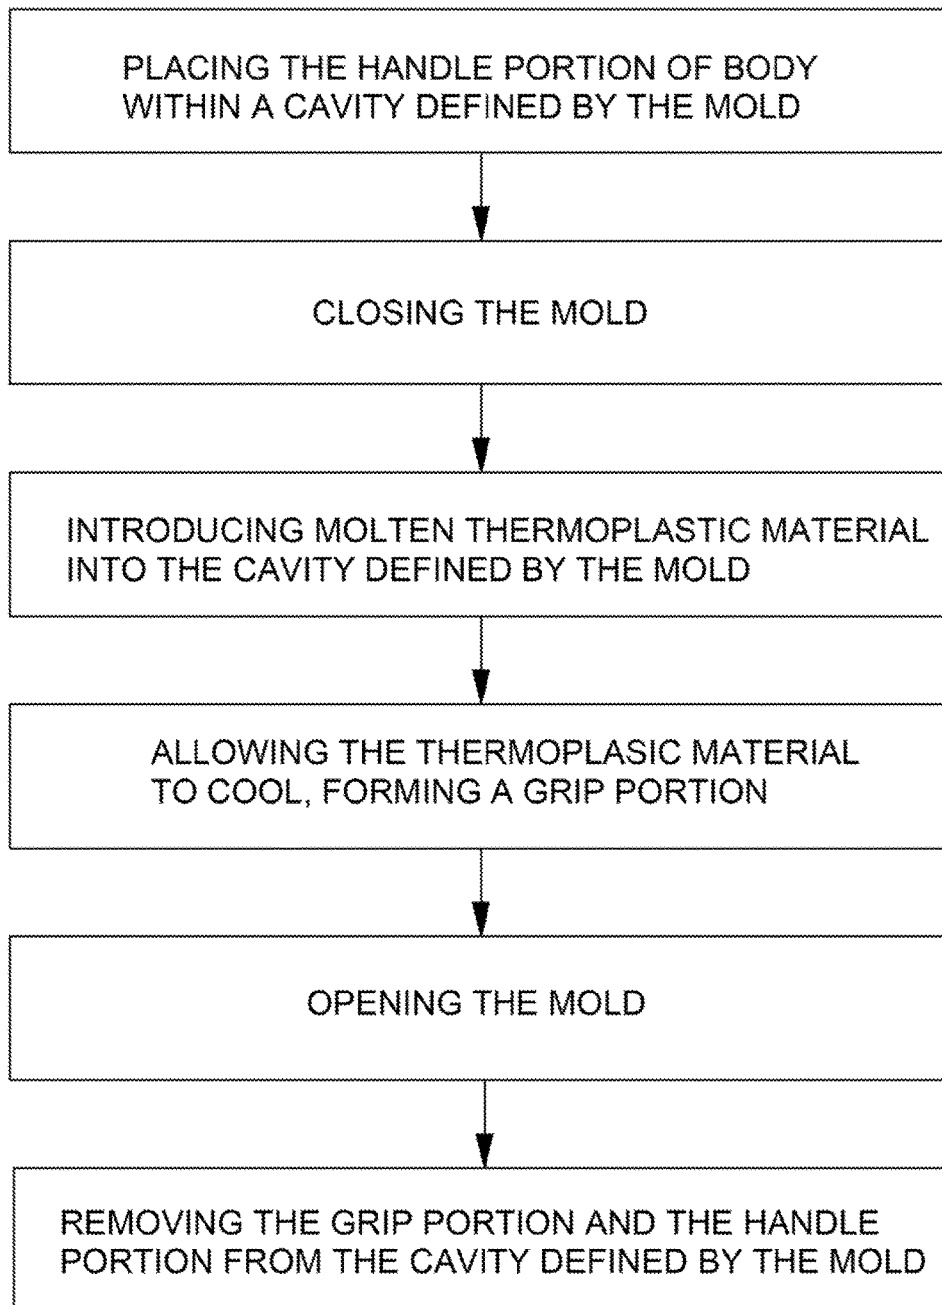 PLACING THE HANDLE PORTION OF BODY
WITHIN A CAVITY DEFINED BY THE MOLD
CLOSING THE MOLD
INTRODUCING MOLTEN THERMOPLASTIC MATERIAL
INTO THE CAVITY DEFINED BY THE MOLD
ALLOWING THE THERMOPLASIC MATERIAL
TO COOL, FORMING A GRIP PORTION
OPENING THE MOLD
REMOVING THE GRIP PORTION AND THE HANDLE
PORTION FROM THE CAVITY DEFINED BY THE MOLD